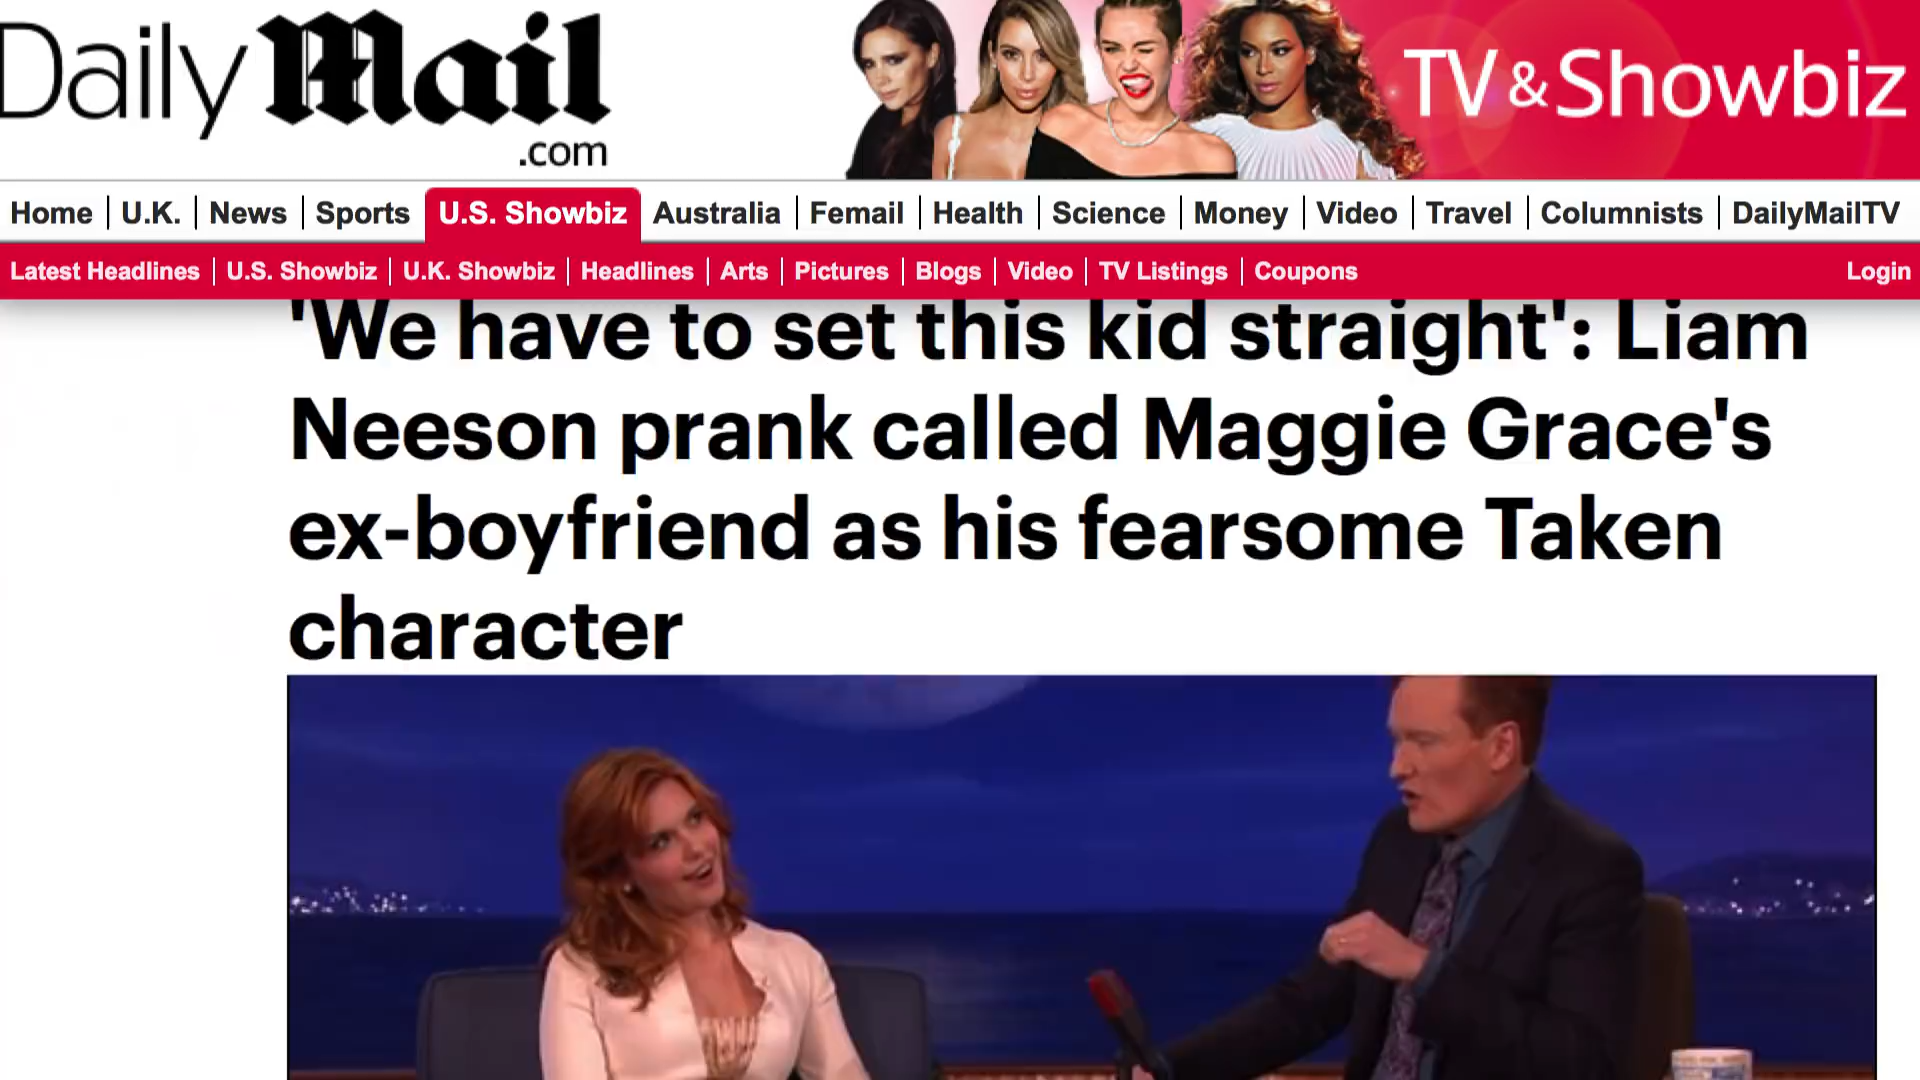 Daily Mail
.com
TV&Showbiz
Home U.K. News Sports U.S. Showbiz Australia Femail Health Science Money Video Travel Columnists DailyMailTV
Latest Headlines U.S. Showbiz U.K. Showbiz Headlines Arts Pictures Blogs Video TV Listings Coupons Login
'We have to set this kid straight': Liam
Neeson prank called Maggie Grace's
ex-boyfriend as his fearsome Taken
character